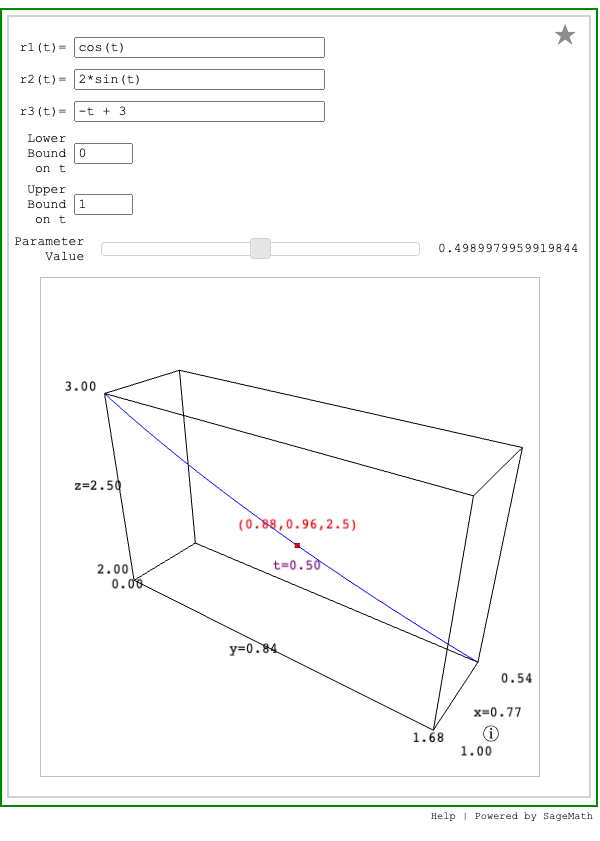 r1(t)= cos(t)
r2(t)= 2*sin(t)
r3(t)= -t + 3
Lower
Bound
on t
0
Upper
Bound
on t
1
Parameter
Value
0.4989979959919844
3.00
z=2.50
(0.88,0.96,2.5)
t=0.50
2.00
0.00
y=0.84
0.54
x=0.77
1.68
1.00
i
Help | Powered by SageMath